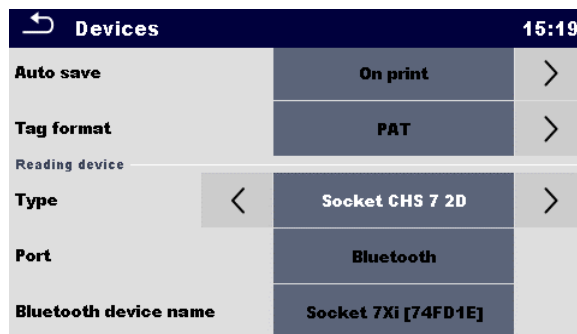 Devices 15:19
Auto save On print
Tag format PAT
Reading device
Type Socket CHS 7 2D
Port Bluetooth
Bluetooth device name Socket 7Xi [74FD1E]